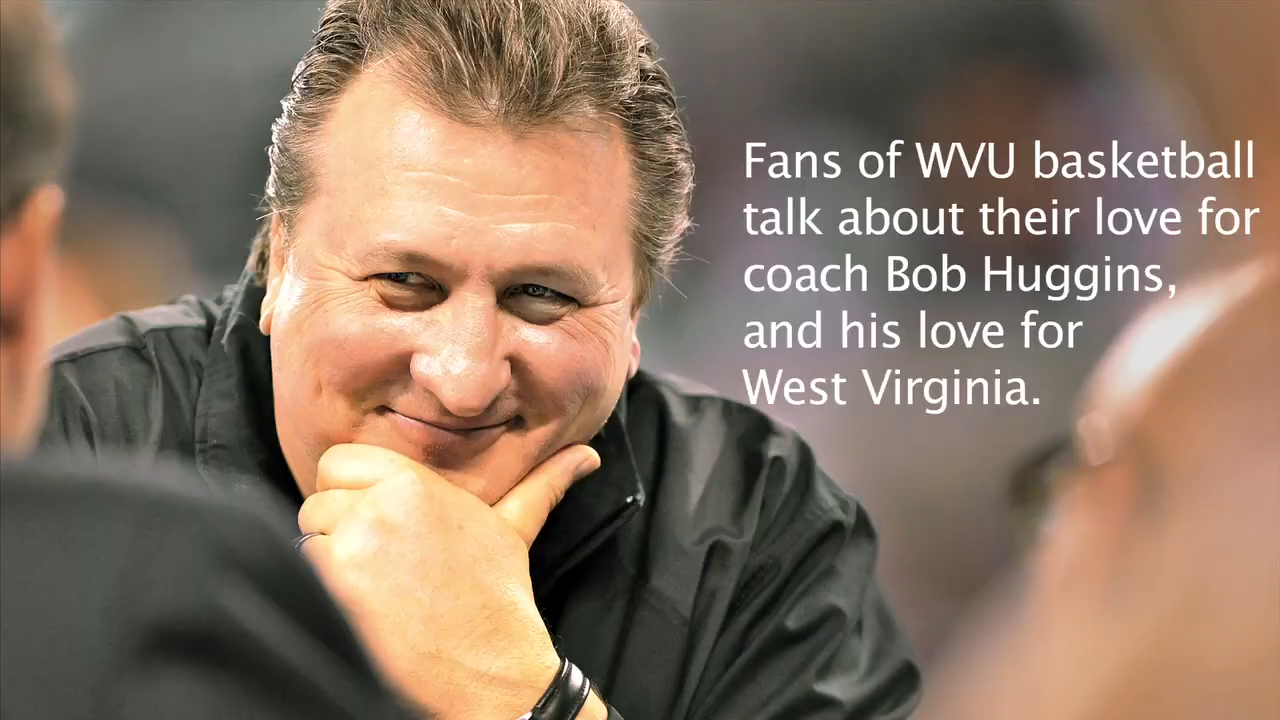 Fans of WVU basketball
talk about their love for
coach Bob Huggins,
and his love for
West Virginia.